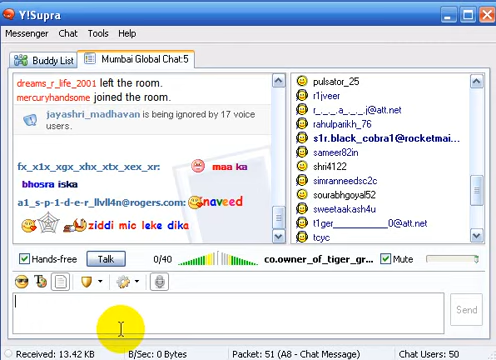 Y!Supra
Messenger Chat Tools Help
Buddy List Mumbai Global Chat:5
dreams_r_life_2001 left the room.
mercuryhandsome joined the room.
jayashri_madhavan is being ignored by 17 voice
users.
fx_x1x_xgx_xhx_xtx_xex_xr: maa ka
bhosra iska
a1_s-p1-d-e_r_llvll4n@rogers.com: naveed
ziddi mic leke dika
pulsator_25
r1jveer
r_._._a_._._j@att.net
rahulparikh_76
s1r.black_cobra1@rocketmai...
sameer82in
shri4122
simranneedsc2c
sourabhgoyal52
sweetaakash4u
t1ger________0@att.net
tcyc
Hands-free Talk 0/40 co.owner_of_tiger_gr... Mute
Send
Received: 13.42 KB B/Sec: 0 Bytes Packet: 51 (A8 - Chat Message) Chat Users: 50